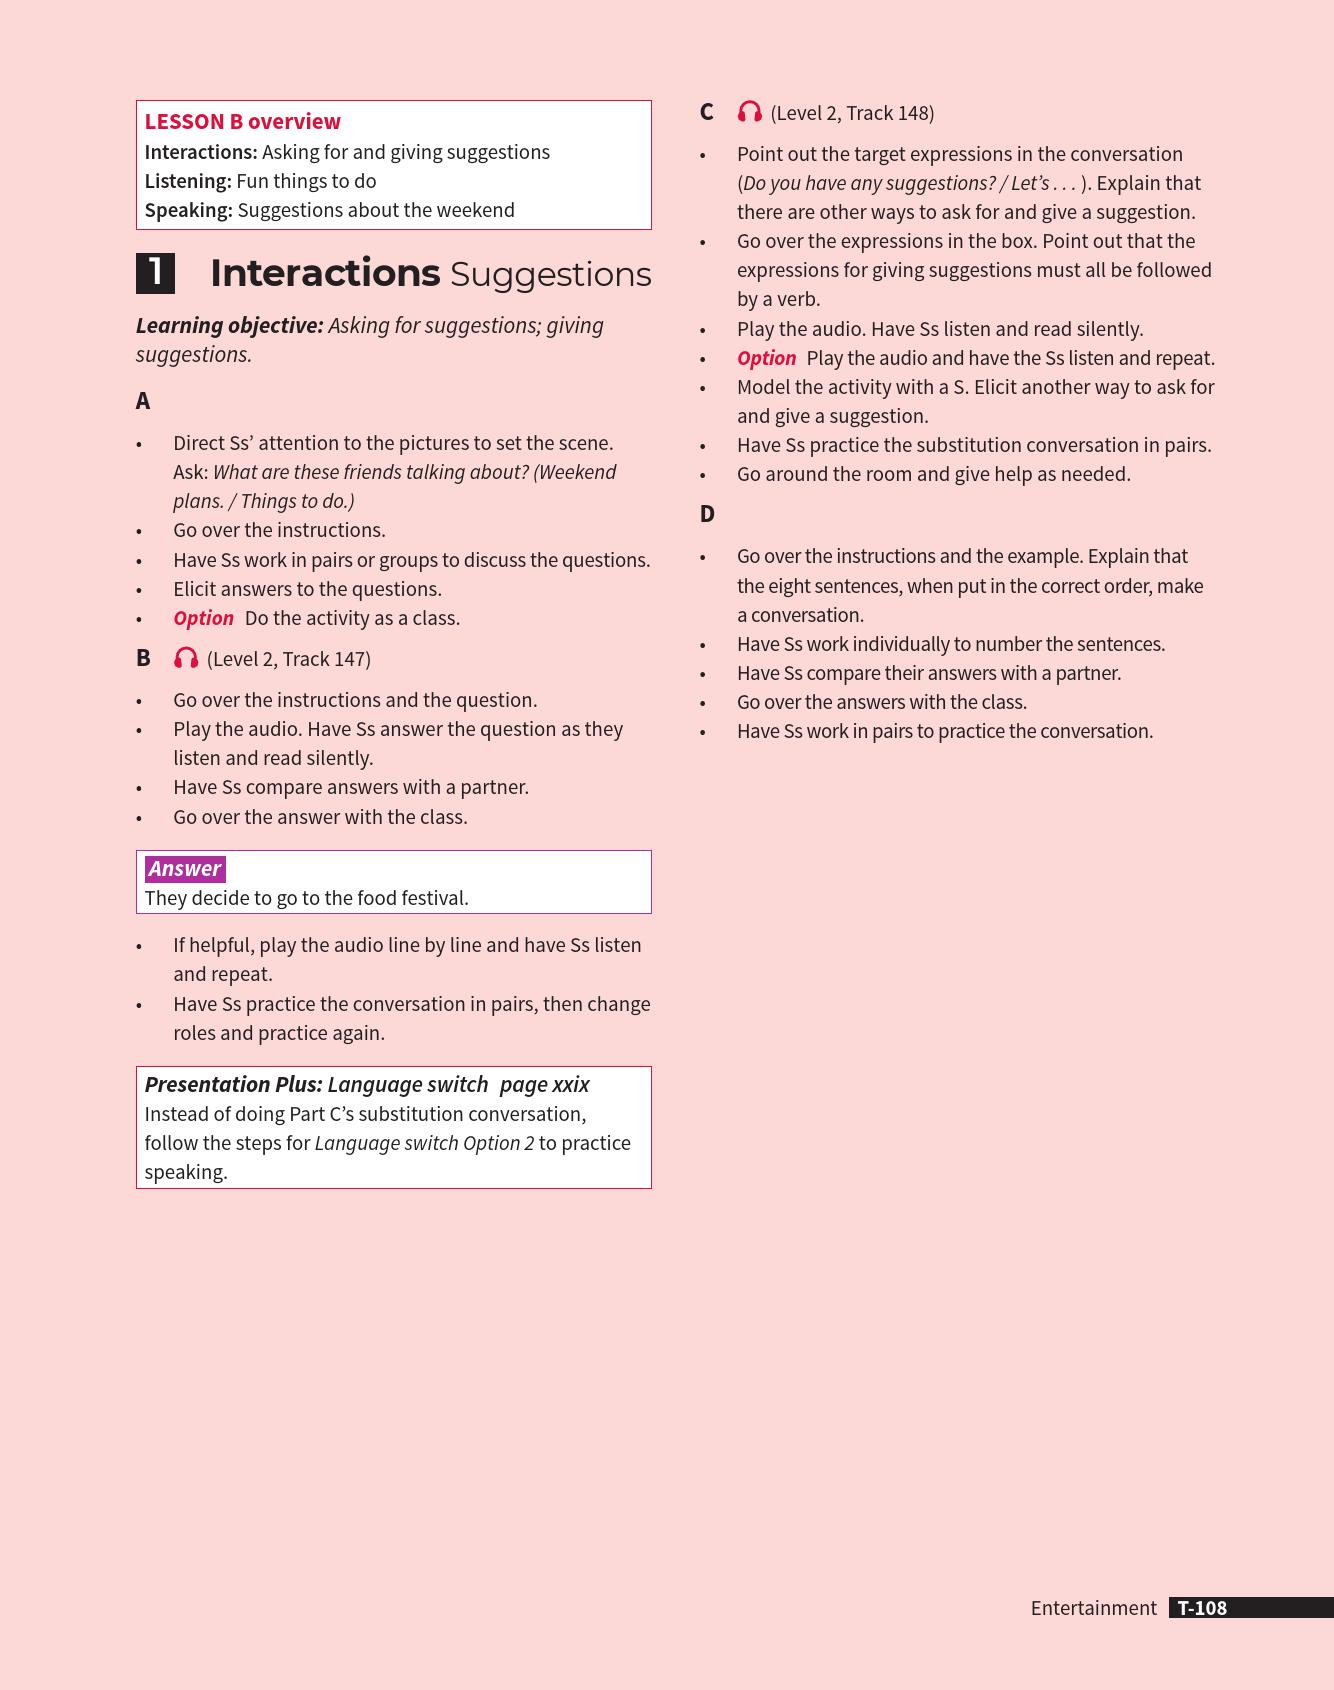 LESSON B overview
Interactions: Asking for and giving suggestions
Listening: Fun things to do
Speaking: Suggestions about the weekend
1 Interactions Suggestions
Learning objective: Asking for suggestions; giving
suggestions.
A
• Direct Ss’ attention to the pictures to set the scene.
Ask: What are these friends talking about? (Weekend
plans. / Things to do.)
• Go over the instructions.
• Have Ss work in pairs or groups to discuss the questions.
• Elicit answers to the questions.
• Option Do the activity as a class.
B (Level 2, Track 147)
• Go over the instructions and the question.
• Play the audio. Have Ss answer the question as they
listen and read silently.
• Have Ss compare answers with a partner.
• Go over the answer with the class.
Answer
They decide to go to the food festival.
• If helpful, play the audio line by line and have Ss listen
and repeat.
• Have Ss practice the conversation in pairs, then change
roles and practice again.
Presentation Plus: Language switch page xxix
Instead of doing Part C’s substitution conversation,
follow the steps for Language switch Option 2 to practice
speaking.
C (Level 2, Track 148)
• Point out the target expressions in the conversation
(Do you have any suggestions? / Let’s . . . ). Explain that
there are other ways to ask for and give a suggestion.
• Go over the expressions in the box. Point out that the
expressions for giving suggestions must all be followed
by a verb.
• Play the audio. Have Ss listen and read silently.
• Option Play the audio and have the Ss listen and repeat.
• Model the activity with a S. Elicit another way to ask for
and give a suggestion.
• Have Ss practice the substitution conversation in pairs.
• Go around the room and give help as needed.
D
• Go over the instructions and the example. Explain that
the eight sentences, when put in the correct order, make
a conversation.
• Have Ss work individually to number the sentences.
• Have Ss compare their answers with a partner.
• Go over the answers with the class.
• Have Ss work in pairs to practice the conversation.
Entertainment T-108